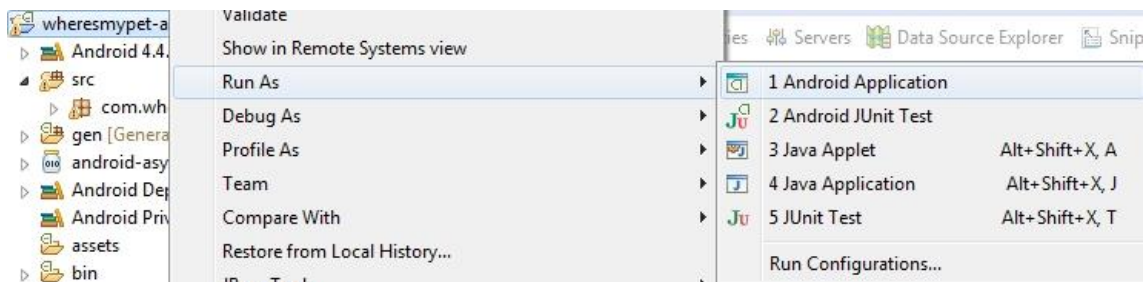 wheresmypet-a
Android 4.4.
src
com.wh
gen [Genera
android-asy
Android Dep
Android Priv
assets
bin
Validate
Show in Remote Systems view
Run As
Debug As
Profile As
Team
Compare With
Restore from Local History...
ies Servers Data Source Explorer Snip
1 Android Application
2 Android JUnit Test
3 Java Applet Alt+Shift+X, A
4 Java Application Alt+Shift+X, J
5 JUnit Test Alt+Shift+X, T
Run Configurations...